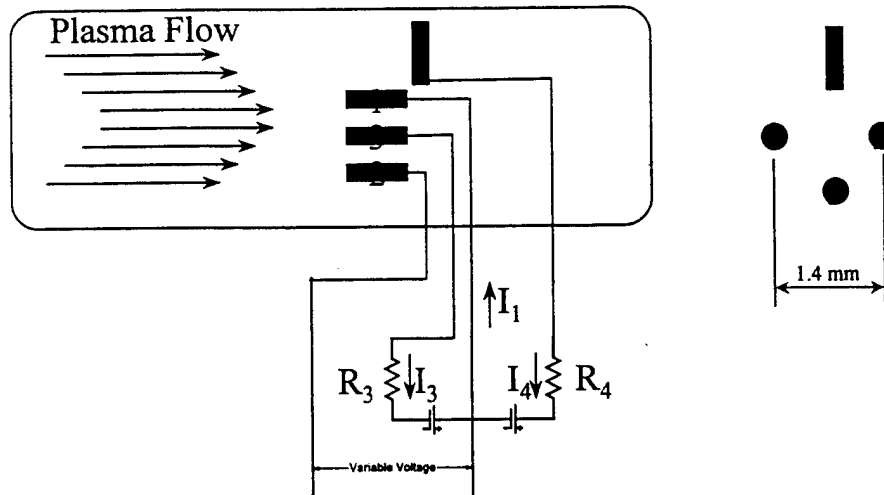 Plasma Flow
1.4 mm
I₁
R₃
I₃
I₄
R₄
Variable Voltage